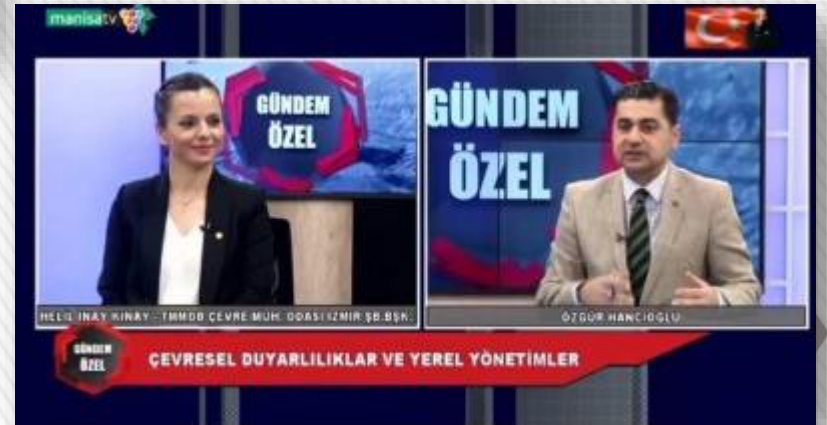 manisatv
GÜNDEM
ÖZEL
GÜNDEM
ÖZEL
HELİL İNAY KINAY - TMMOB ÇEVRE MÜH. ODASI İZMİR ŞB.BŞK.
ÖZGÜR HANCIOĞLU
GÜNDEM
ÖZEL
ÇEVRESEL DUYARLILIKLAR VE YEREL YÖNETİMLER